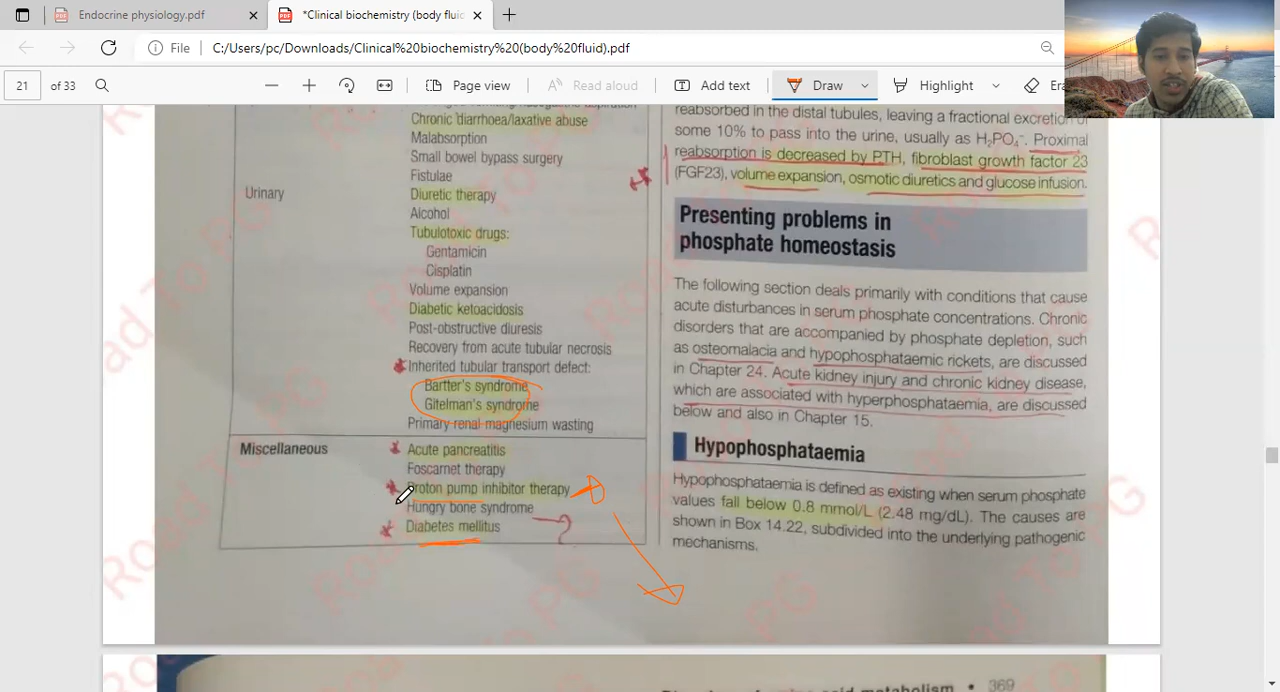 Endocrine physiology.pdf
*Clinical biochemistry (body fluid
File
C:/Users/pc/Downloads/Clinical%20biochemistry%20(body%20fluid).pdf
21 of 33
Page view
Read aloud
Add text
Draw
Highlight
Chronic diarrhoea/laxative abuse
Malabsorption
Small bowel bypass surgery
Fistulae
Urinary
Diuretic therapy
Alcohol
Tubulotoxic drugs:
Gentamicin
Cisplatin
Volume expansion
Diabetic ketoacidosis
Post-obstructive diuresis
Recovery from acute tubular necrosis
Inherited tubular transport defect:
Bartter's syndrome
Gitelman's syndrome
Primary renal magnesium wasting
Miscellaneous
Acute pancreatitis
Foscarnet therapy
Proton pump inhibitor therapy
Hungry bone syndrome
Diabetes mellitus
reabsorbed in the distal tubules, leaving a fractional excretion of
some 10% to pass into the urine, usually as H₂PO₄⁻. Proximal
reabsorption is decreased by PTH, fibroblast growth factor 23
(FGF23), volume expansion, osmotic diuretics and glucose infusion.
Presenting problems in
phosphate homeostasis
The following section deals primarily with conditions that cause
acute disturbances in serum phosphate concentrations. Chronic
disorders that are accompanied by phosphate depletion, such
as osteomalacia and hypophosphataemic rickets, are discussed
in Chapter 24. Acute kidney injury and chronic kidney disease,
which are associated with hyperphosphataemia, are discussed
below and also in Chapter 15.
Hypophosphataemia
Hypophosphataemia is defined as existing when serum phosphate
values fall below 0.8 mmol/L (2.48 mg/dL). The causes are
shown in Box 14.22, subdivided into the underlying pathogenic
mechanisms.
Road To PG
acid metabolism • 369